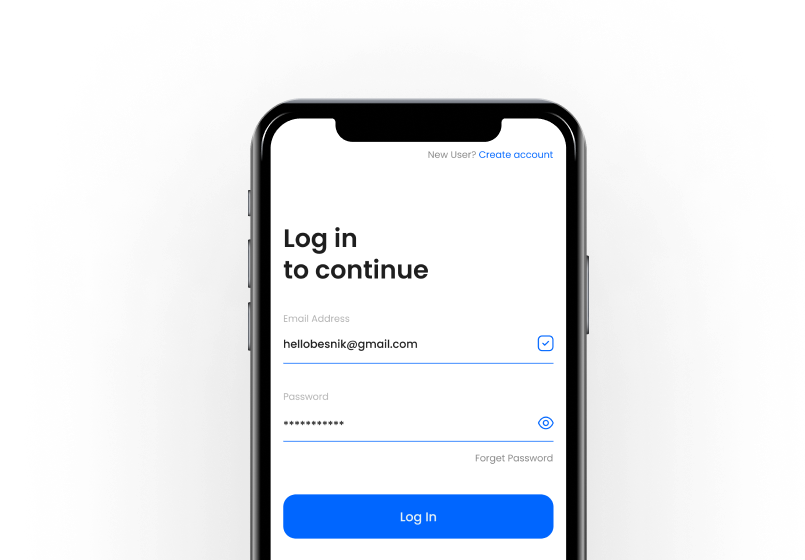 New User? Create account
Log in
to continue
Email Address
hellobesnik@gmail.com
Password
***********
Forget Password
Log In